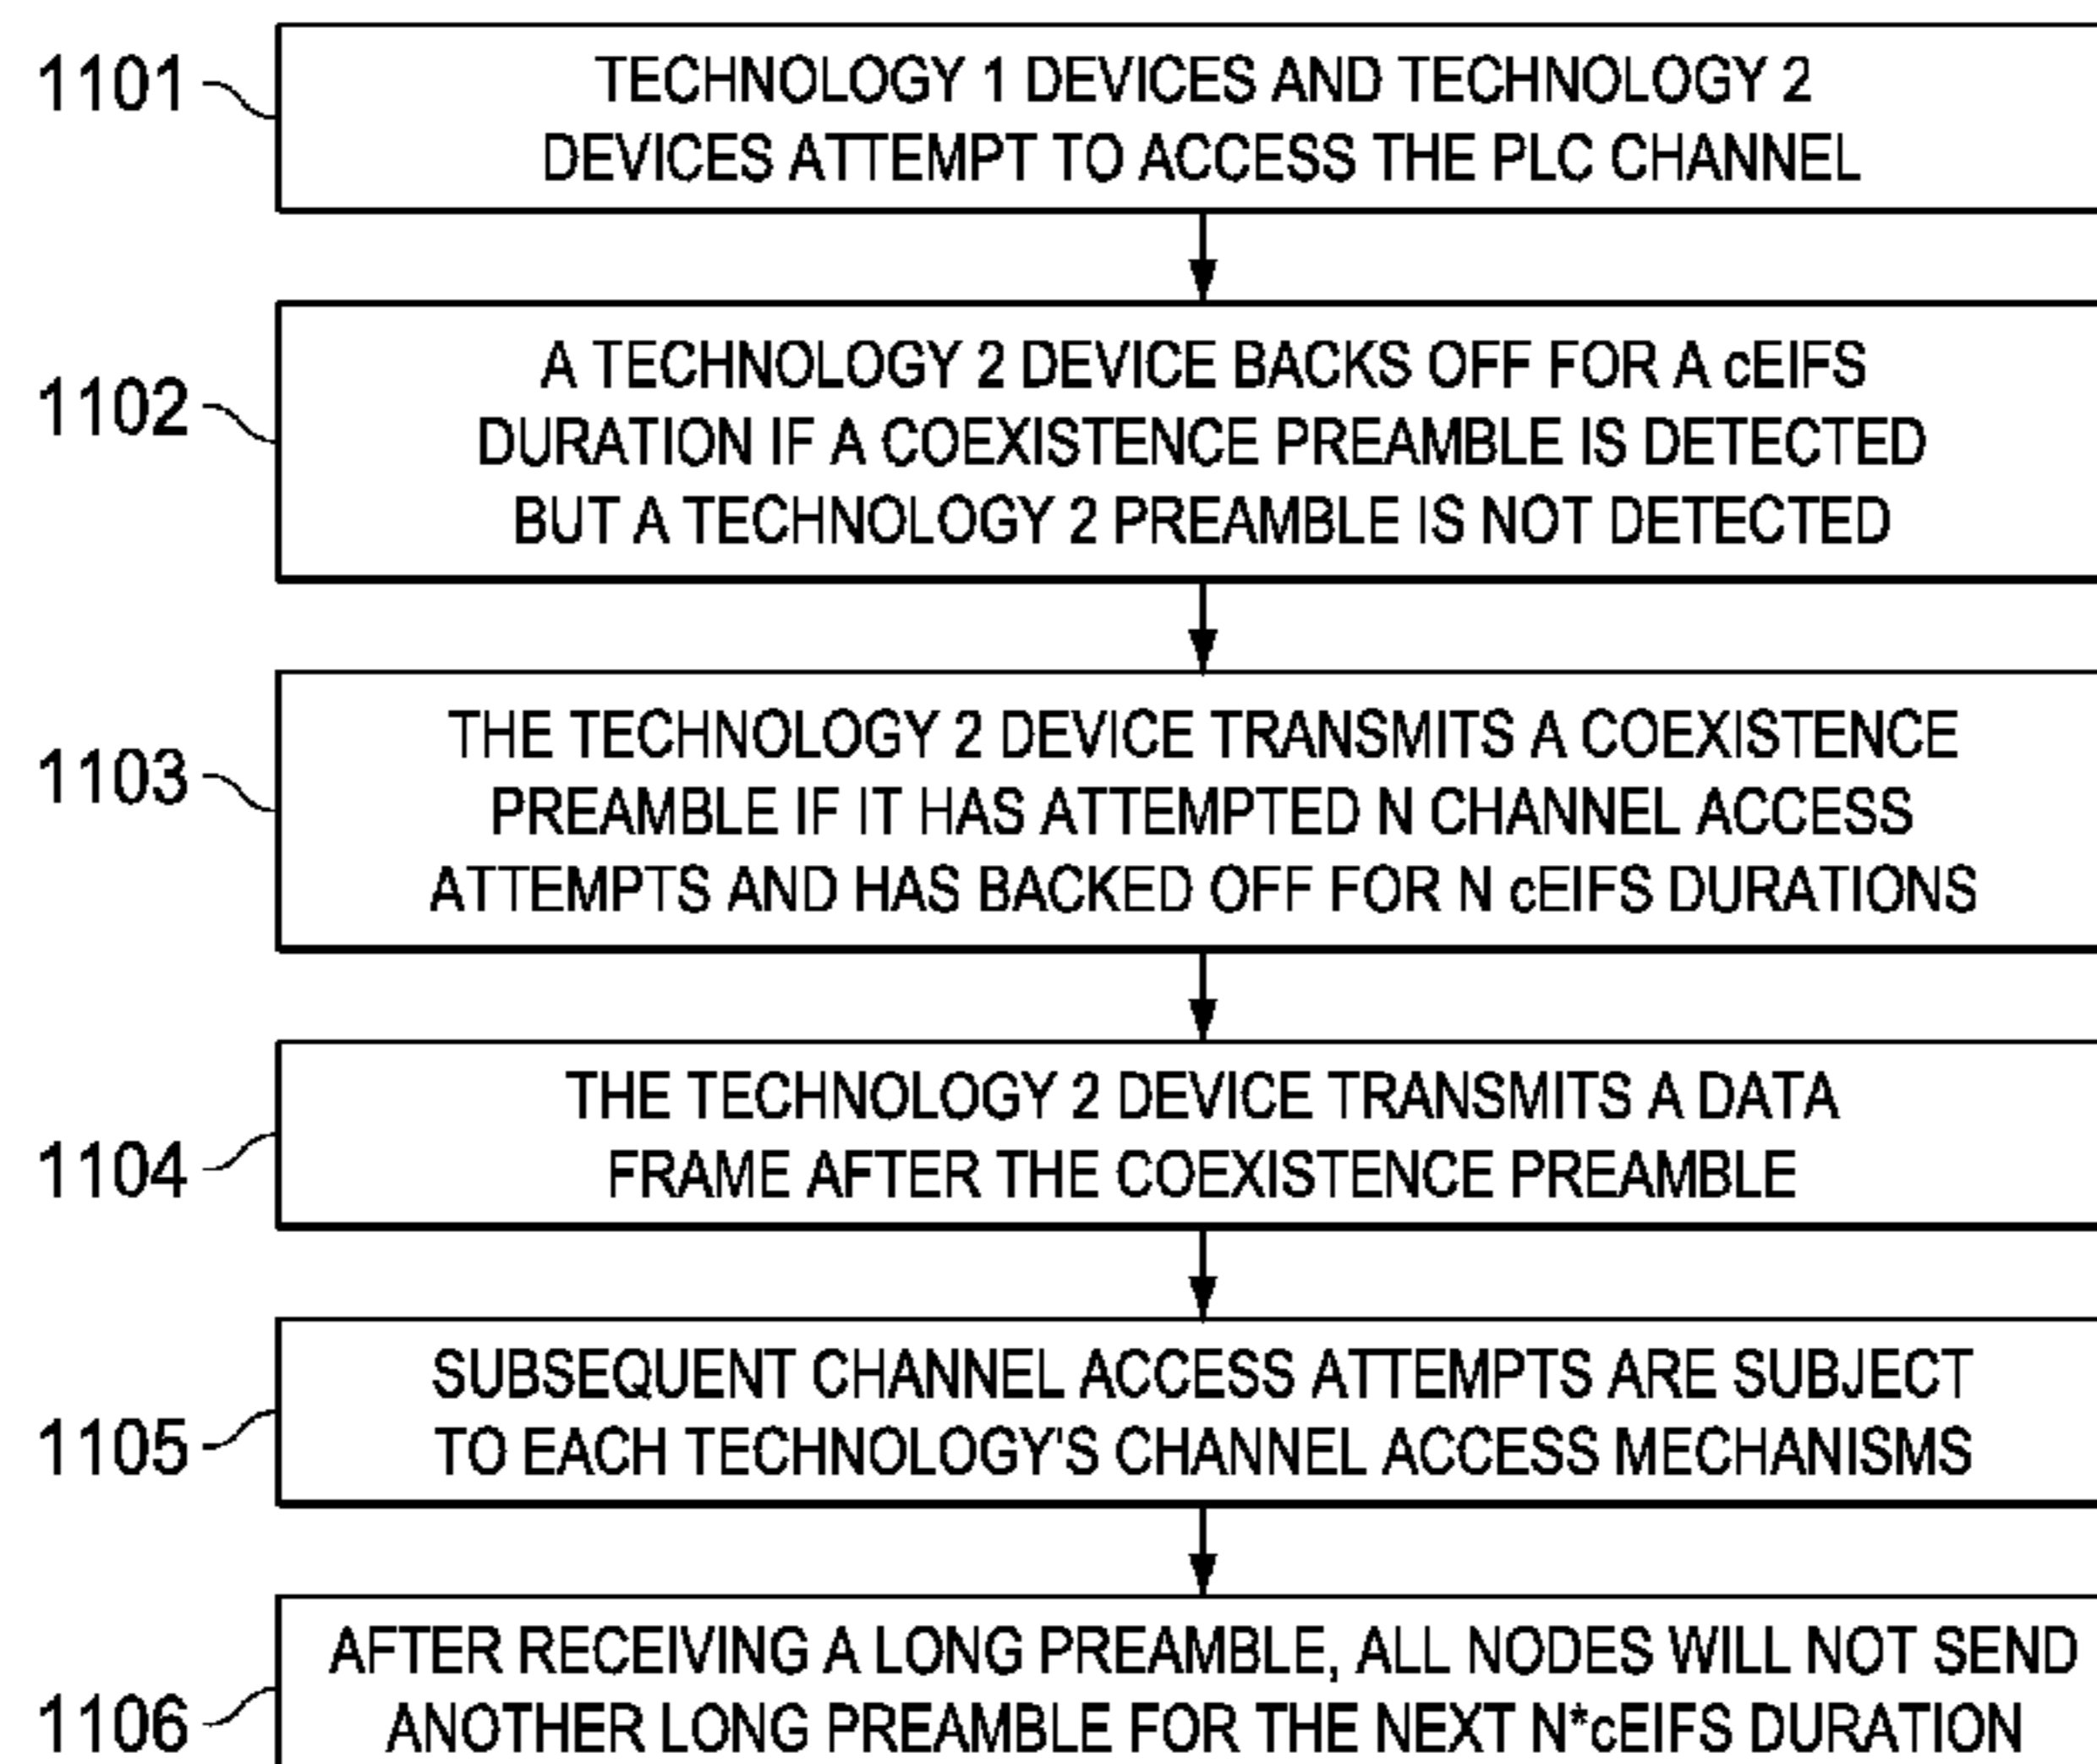 1101
TECHNOLOGY 1 DEVICES AND TECHNOLOGY 2
DEVICES ATTEMPT TO ACCESS THE PLC CHANNEL
1102
A TECHNOLOGY 2 DEVICE BACKS OFF FOR A cEIFS
DURATION IF A COEXISTENCE PREAMBLE IS DETECTED
BUT A TECHNOLOGY 2 PREAMBLE IS NOT DETECTED
1103
THE TECHNOLOGY 2 DEVICE TRANSMITS A COEXISTENCE
PREAMBLE IF IT HAS ATTEMPTED N CHANNEL ACCESS
ATTEMPTS AND HAS BACKED OFF FOR N cEIFS DURATIONS
1104
THE TECHNOLOGY 2 DEVICE TRANSMITS A DATA
FRAME AFTER THE COEXISTENCE PREAMBLE
1105
SUBSEQUENT CHANNEL ACCESS ATTEMPTS ARE SUBJECT
TO EACH TECHNOLOGY'S CHANNEL ACCESS MECHANISMS
1106
AFTER RECEIVING A LONG PREAMBLE, ALL NODES WILL NOT SEND
ANOTHER LONG PREAMBLE FOR THE NEXT N*cEIFS DURATION